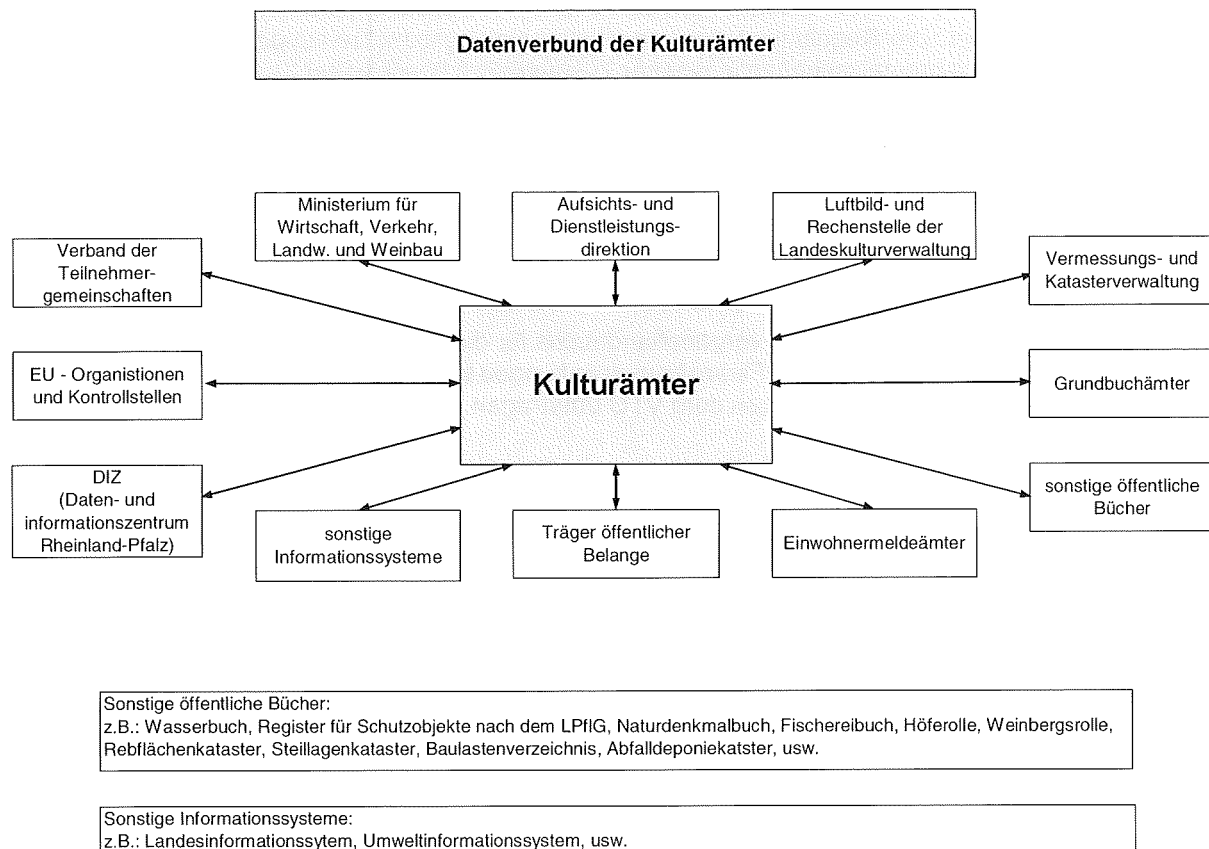 Datenverbund der Kulturämter
Ministerium für
Wirtschaft, Verkehr,
Landw. und Weinbau
Aufsichts- und
Dienstleistungs-
direktion
Luftbild- und
Rechenstelle der
Landeskulturverwaltung
Verband der
Teilnehmer-
gemeinschaften
Vermessungs- und
Katasterverwaltung
EU - Organistionen
und Kontrollstellen
Kulturämter
Grundbuchämter
DIZ
(Daten- und
informationszentrum
Rheinland-Pfalz)
sonstige öffentliche
Bücher
sonstige
Informationssysteme
Träger öffentlicher
Belange
Einwohnermeldeämter
Sonstige öffentliche Bücher:
z.B.: Wasserbuch, Register für Schutzobjekte nach dem LPflG, Naturdenkmalbuch, Fischereibuch, Höferolle, Weinbergsrolle,
Rebflächenkataster, Steillagenkataster, Baulastenverzeichnis, Abfalldeponiekatster, usw.
Sonstige Informationssysteme:
z.B.: Landesinformationssytem, Umweltinformationssystem, usw.